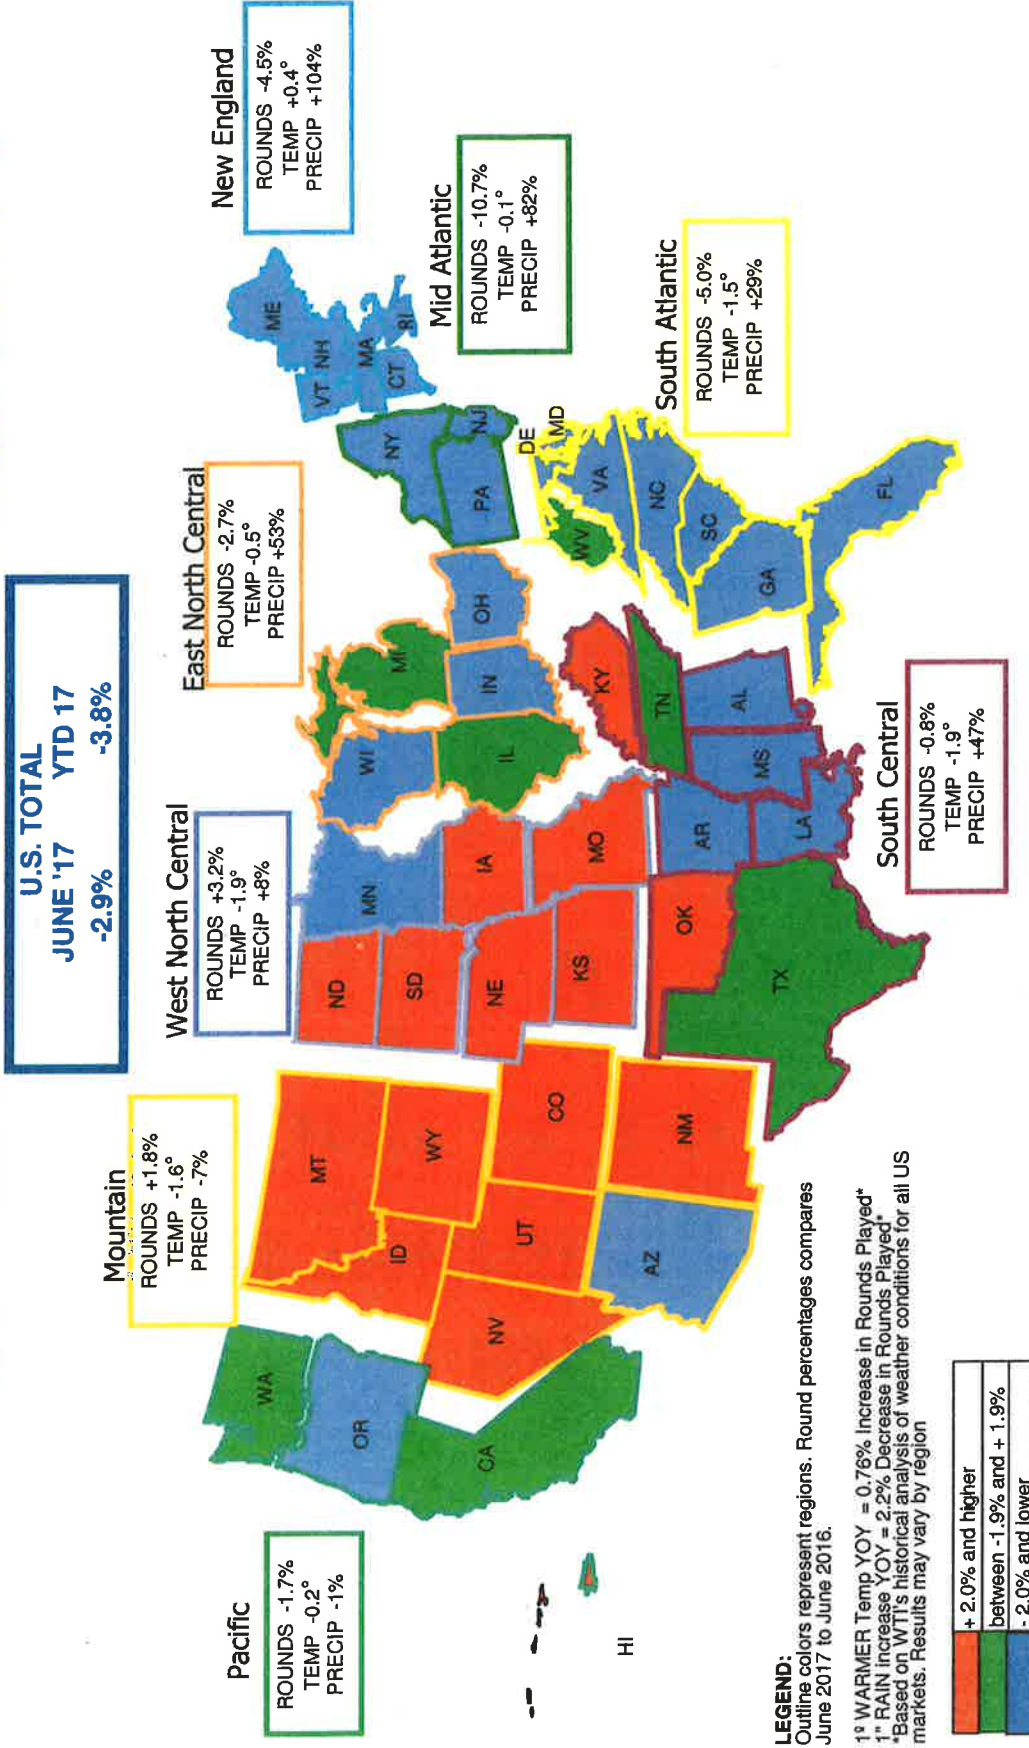 U.S. TOTAL
JUNE '17 YTD 17
-2.9% -3.8%
Pacific
ROUNDS -1.7%
TEMP -0.2°
PRECIP -1%
Mountain
ROUNDS +1.8%
TEMP -1.6°
PRECIP -7%
West North Central
ROUNDS +3.2%
TEMP -1.9°
PRECIP +8%
East North Central
ROUNDS -2.7%
TEMP -0.5°
PRECIP +53%
New England
ROUNDS -4.5%
TEMP +0.4°
PRECIP +104%
Mid Atlantic
ROUNDS -10.7%
TEMP -0.1°
PRECIP +82%
South Atlantic
ROUNDS -5.0%
TEMP -1.5°
PRECIP +29%
South Central
ROUNDS -0.8%
TEMP -1.9°
PRECIP +47%
WA
OR
CA
HI
MT
ID
WY
NV
UT
CO
AZ
NM
ND
SD
NE
KS
MN
IA
MO
WI
MI
IL
IN
OH
KY
TN
OK
AR
TX
LA
MS
AL
ME
VT NH
MA
CT
RI
NY
PA
NJ
DE
MD
WV
VA
NC
SC
GA
FL
LEGEND:
Outline colors represent regions. Round percentages compares
June 2017 to June 2016.
1º WARMER Temp YOY = 0.76% Increase in Rounds Played*
1" RAIN increase YOY = 2.2% Decrease in Rounds Played*
*Based on WTI's historical analysis of weather conditions for all US
markets. Results may vary by region
+ 2.0% and higher
between -1.9% and + 1.9%
- 2.0% and lower